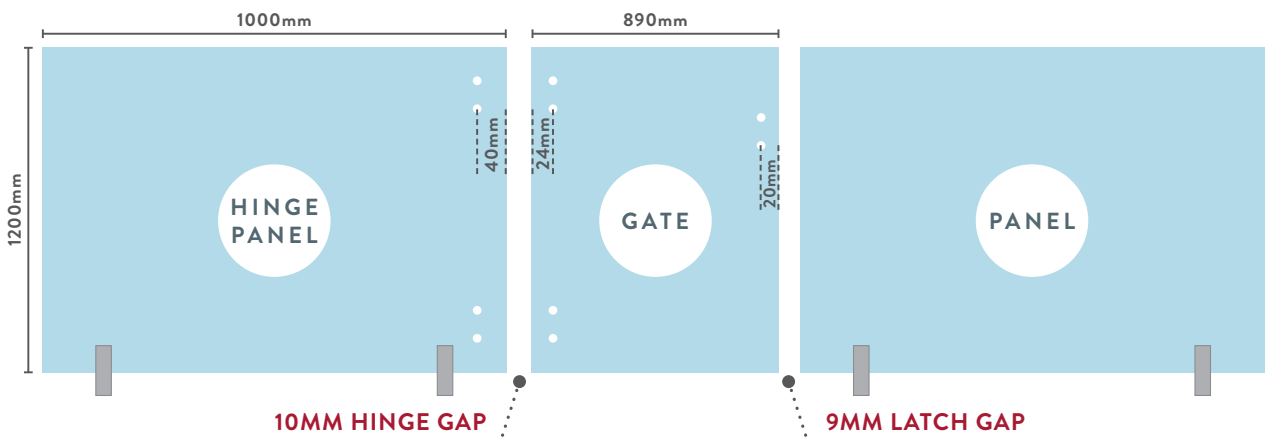 1000mm
890mm
1200mm
40mm
24mm
20mm
HINGE
PANEL
GATE
PANEL
10MM HINGE GAP
9MM LATCH GAP